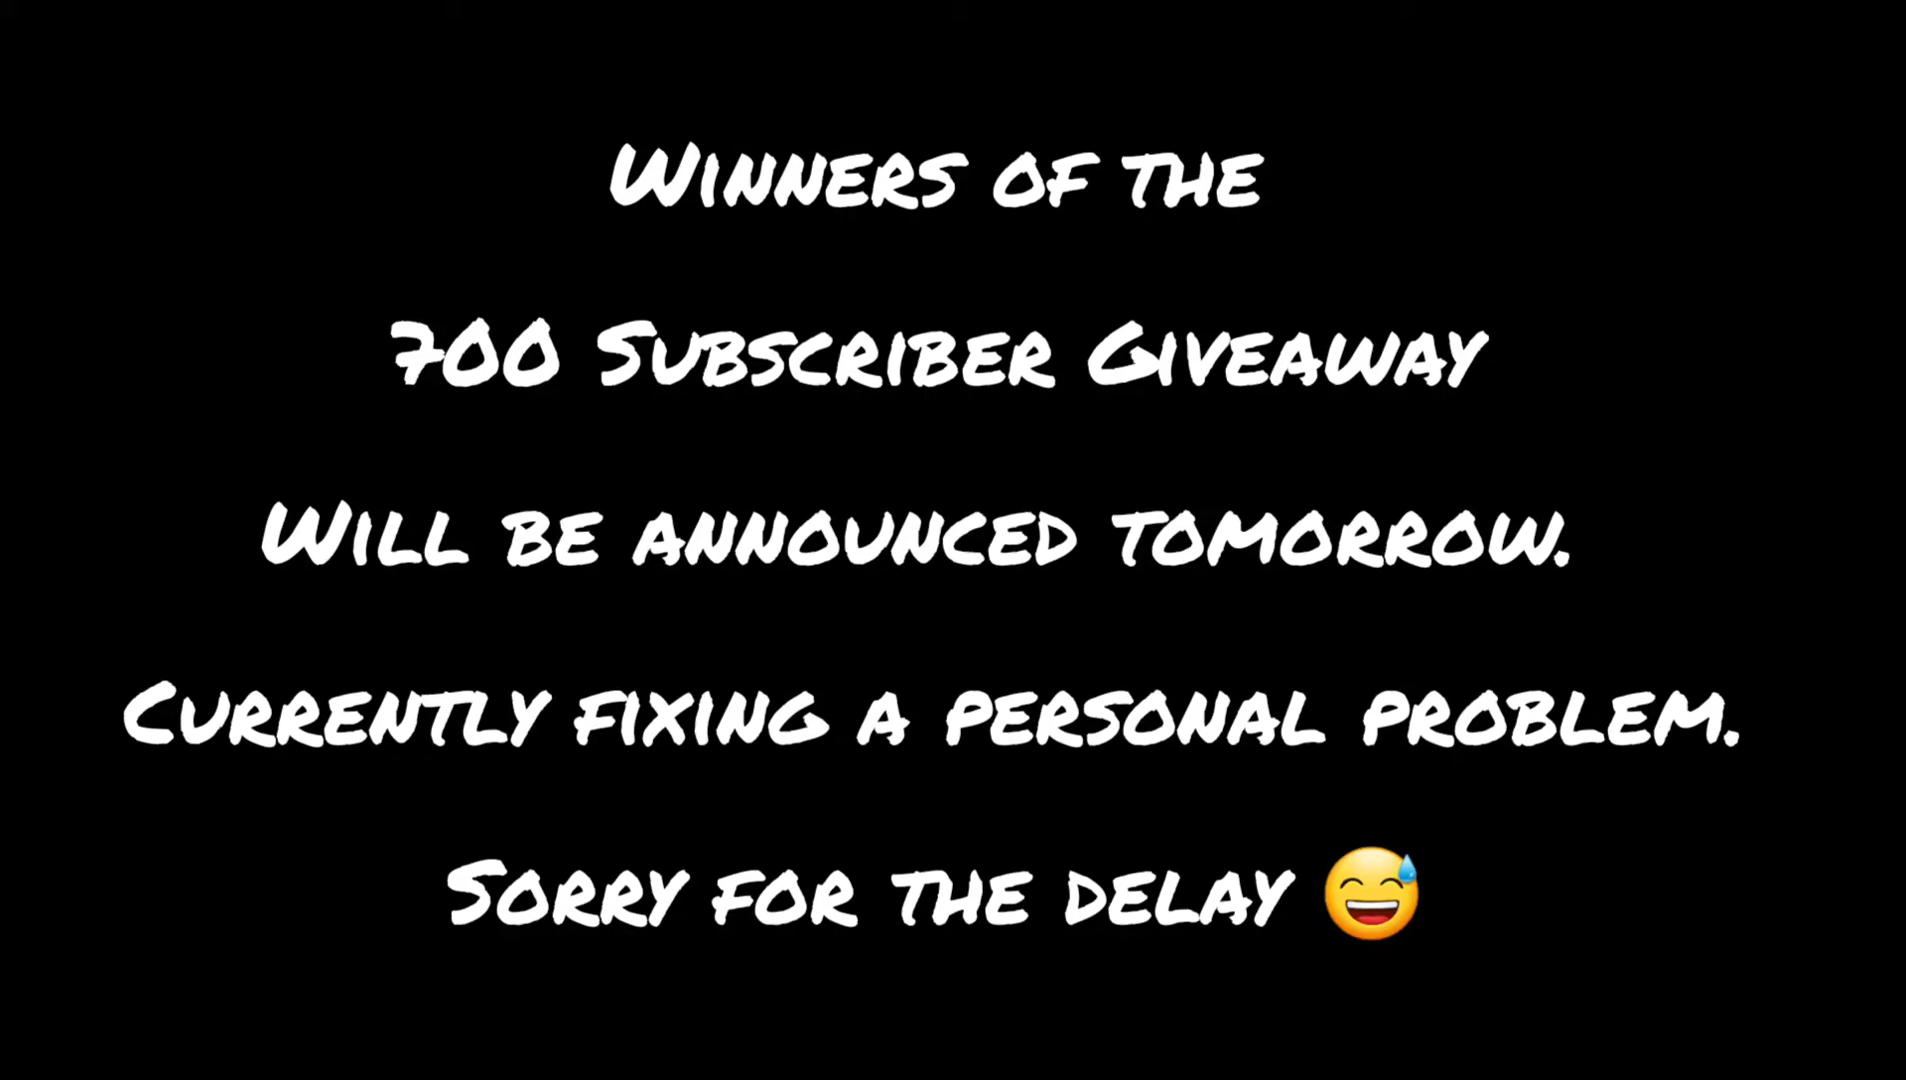 Winners of the
700 Subscriber Giveaway
Will be announced tomorrow.
Currently fixing a personal problem.
Sorry for the delay 😅